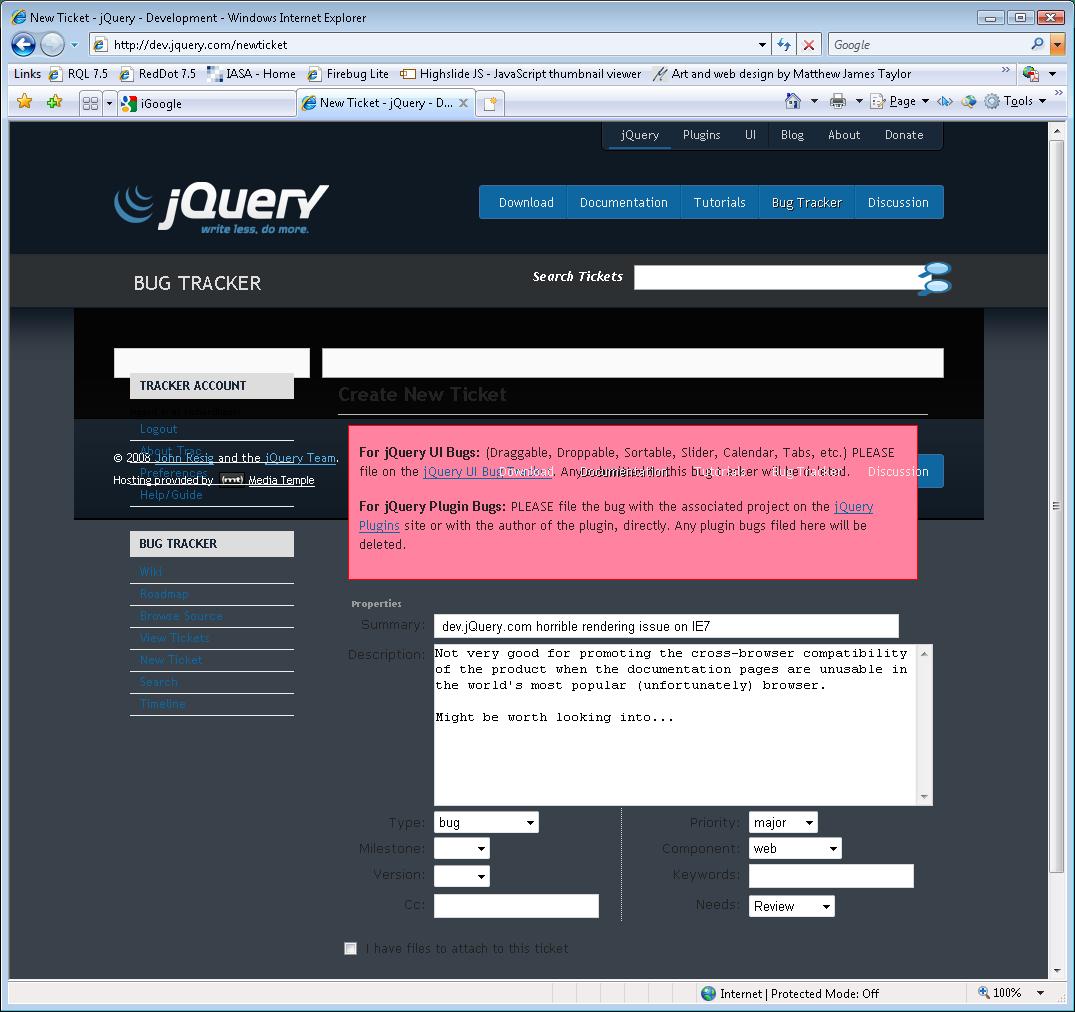 New Ticket - jQuery - Development - Windows Internet Explorer
http://dev.jquery.com/newticket
Google
Links RQL 7.5 RedDot 7.5 IASA - Home Firebug Lite Highslide JS - JavaScript thumbnail viewer Art and web design by Matthew James Taylor
iGoogle New Ticket - jQuery - D... Page Tools
jQuery Plugins UI Blog About Donate
jQuery
write less, do more.
Download Documentation Tutorials Bug Tracker Discussion
BUG TRACKER
Search Tickets
TRACKER ACCOUNT
Logout
About Trac
Preferences
Help/Guide
© 2008 John Resig and the jQuery Team.
Hosting provided by (mt) Media Temple
BUG TRACKER
Wiki
Roadmap
Browse Source
View Tickets
New Ticket
Search
Timeline
Create New Ticket
For jQuery UI Bugs: (Draggable, Droppable, Sortable, Slider, Calendar, Tabs, etc.) PLEASE
file on the jQuery UI Bug Tracker. Any UI bugs filed in this bug tracker will be deleted.
Download Documentation Tutorials Bug Tracker Discussion
For jQuery Plugin Bugs: PLEASE file the bug with the associated project on the jQuery
Plugins site or with the author of the plugin, directly. Any plugin bugs filed here will be
deleted.
Properties
Summary: dev.jQuery.com horrible rendering issue on IE7
Description: Not very good for promoting the cross-browser compatibility
of the product when the documentation pages are unusable in
the world's most popular (unfortunately) browser.
Might be worth looking into...
Type: bug Priority: major
Milestone: Component: web
Version: Keywords:
Cc: Needs: Review
I have files to attach to this ticket
Internet | Protected Mode: Off 100%